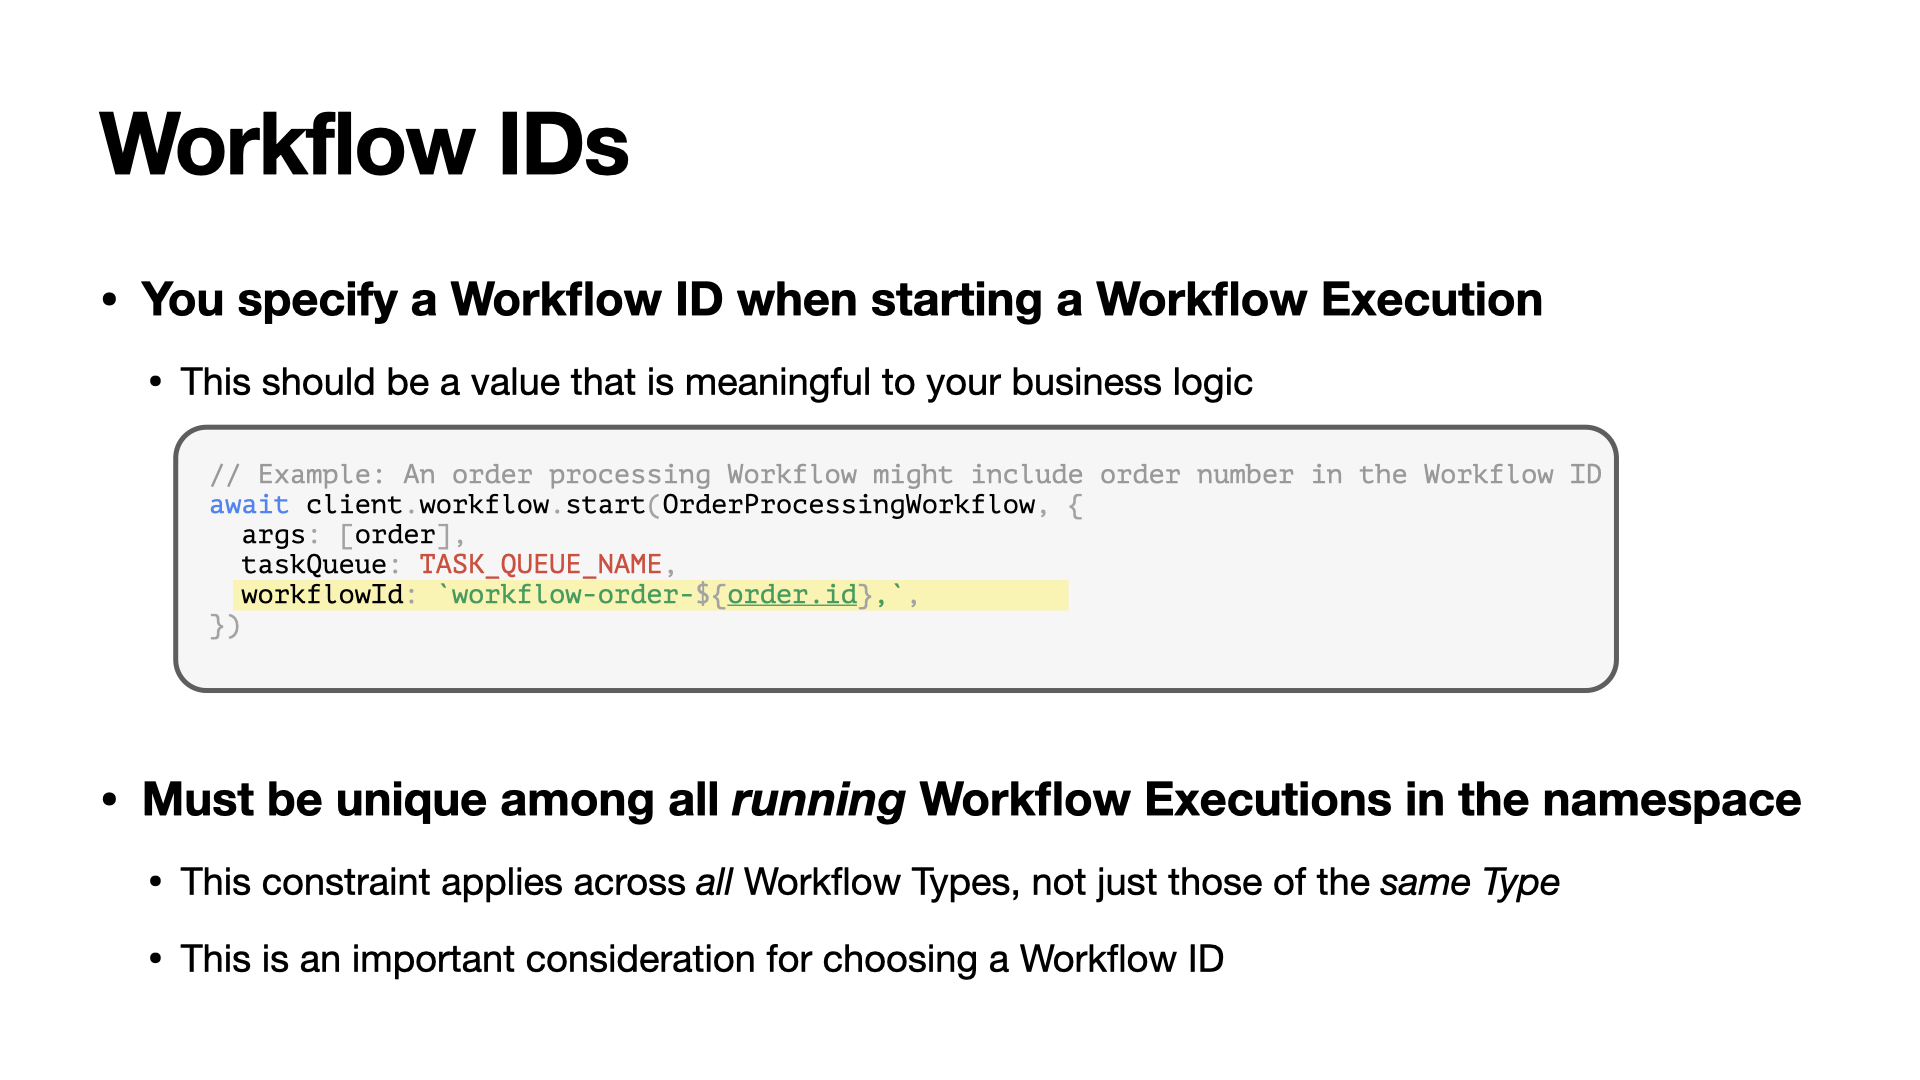 Workflow IDs
• You specify a Workflow ID when starting a Workflow Execution
• This should be a value that is meaningful to your business logic
// Example: An order processing Workflow might include order number in the Workflow ID
await client.workflow.start(OrderProcessingWorkflow, {
  args: [order],
  taskQueue: TASK_QUEUE_NAME,
  workflowId: `workflow-order-${order.id},`,
})
• Must be unique among all running Workflow Executions in the namespace
• This constraint applies across all Workflow Types, not just those of the same Type
• This is an important consideration for choosing a Workflow ID